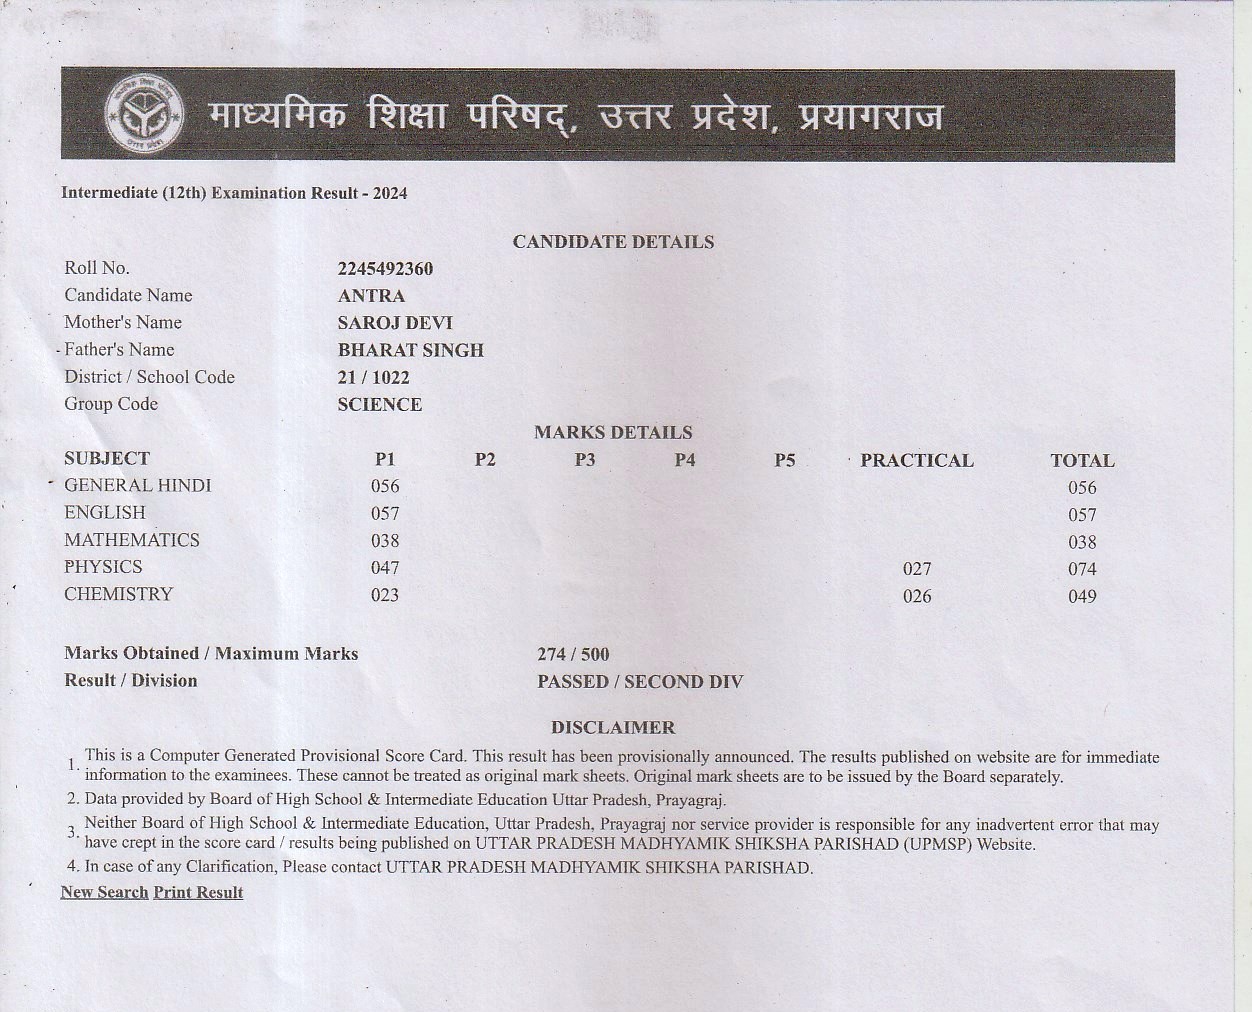 माध्यमिक शिक्षा परिषद्, उत्तर प्रदेश, प्रयागराज
Intermediate (12th) Examination Result - 2024
CANDIDATE DETAILS
Roll No. 2245492360
Candidate Name ANTRA
Mother's Name SAROJ DEVI
Father's Name BHARAT SINGH
District / School Code 21 / 1022
Group Code SCIENCE
MARKS DETAILS
SUBJECT P1 P2 P3 P4 P5 PRACTICAL TOTAL
GENERAL HINDI 056 056
ENGLISH 057 057
MATHEMATICS 038 038
PHYSICS 047 027 074
CHEMISTRY 023 026 049
Marks Obtained / Maximum Marks 274 / 500
Result / Division PASSED / SECOND DIV
DISCLAIMER
1. This is a Computer Generated Provisional Score Card. This result has been provisionally announced. The results published on website are for immediate
information to the examinees. These cannot be treated as original mark sheets. Original mark sheets are to be issued by the Board separately.
2. Data provided by Board of High School & Intermediate Education Uttar Pradesh, Prayagraj.
3. Neither Board of High School & Intermediate Education, Uttar Pradesh, Prayagraj nor service provider is responsible for any inadvertent error that may
have crept in the score card / results being published on UTTAR PRADESH MADHYAMIK SHIKSHA PARISHAD (UPMSP) Website.
4. In case of any Clarification, Please contact UTTAR PRADESH MADHYAMIK SHIKSHA PARISHAD.
New Search Print Result